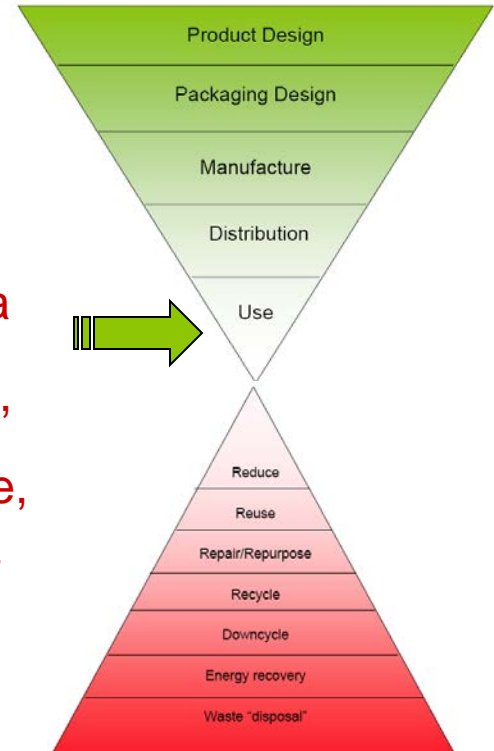 Product Design
Packaging Design
Manufacture
Distribution
a
Use
,
e,
Reduce
Reuse
Repair/Repurpose
Recycle
Downcycle
Energy recovery
Waste "disposal"